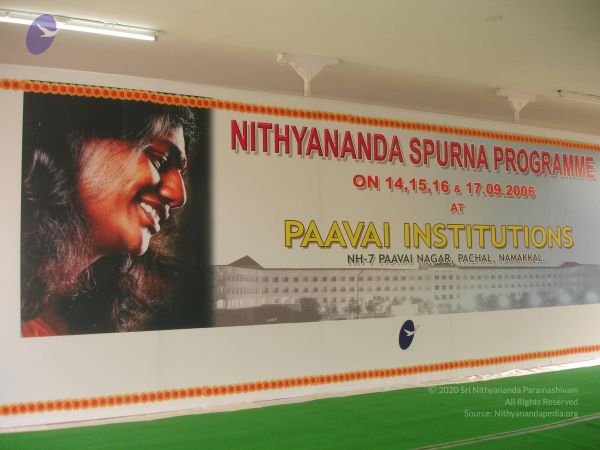 NITHYANANDA SPURNA PROGRAMME
ON 14,15,16 & 17.09.2006
AT
PAAVAI INSTITUTIONS
NH-7 PAAVAI NAGAR, PACHAL, NAMAKKAL.
© 2020 Sri Nithyananda Paramashivam
All Rights Reserved
Source: Nithyanandapedia.org